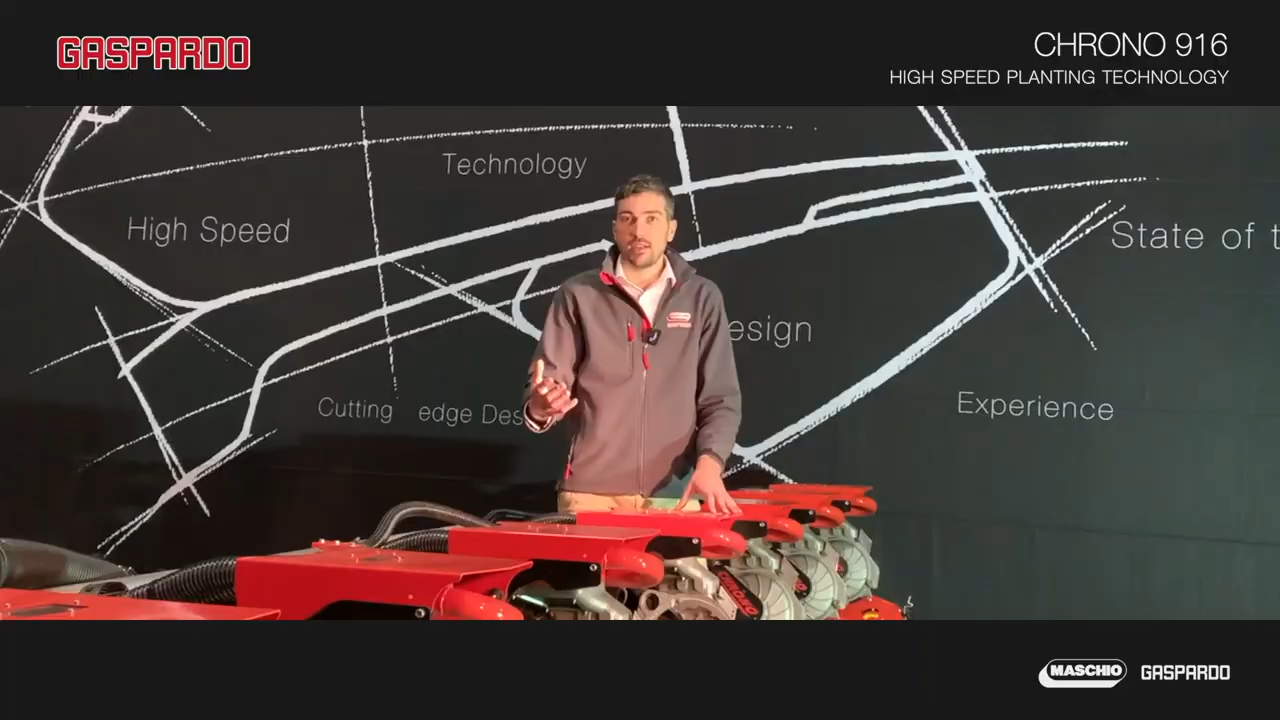 GASPARDO
CHRONO 916
HIGH SPEED PLANTING TECHNOLOGY
Technology
High Speed
State of t
esign
Cutting edge Des
Experience
CHRONO
MASCHIO GASPARDO